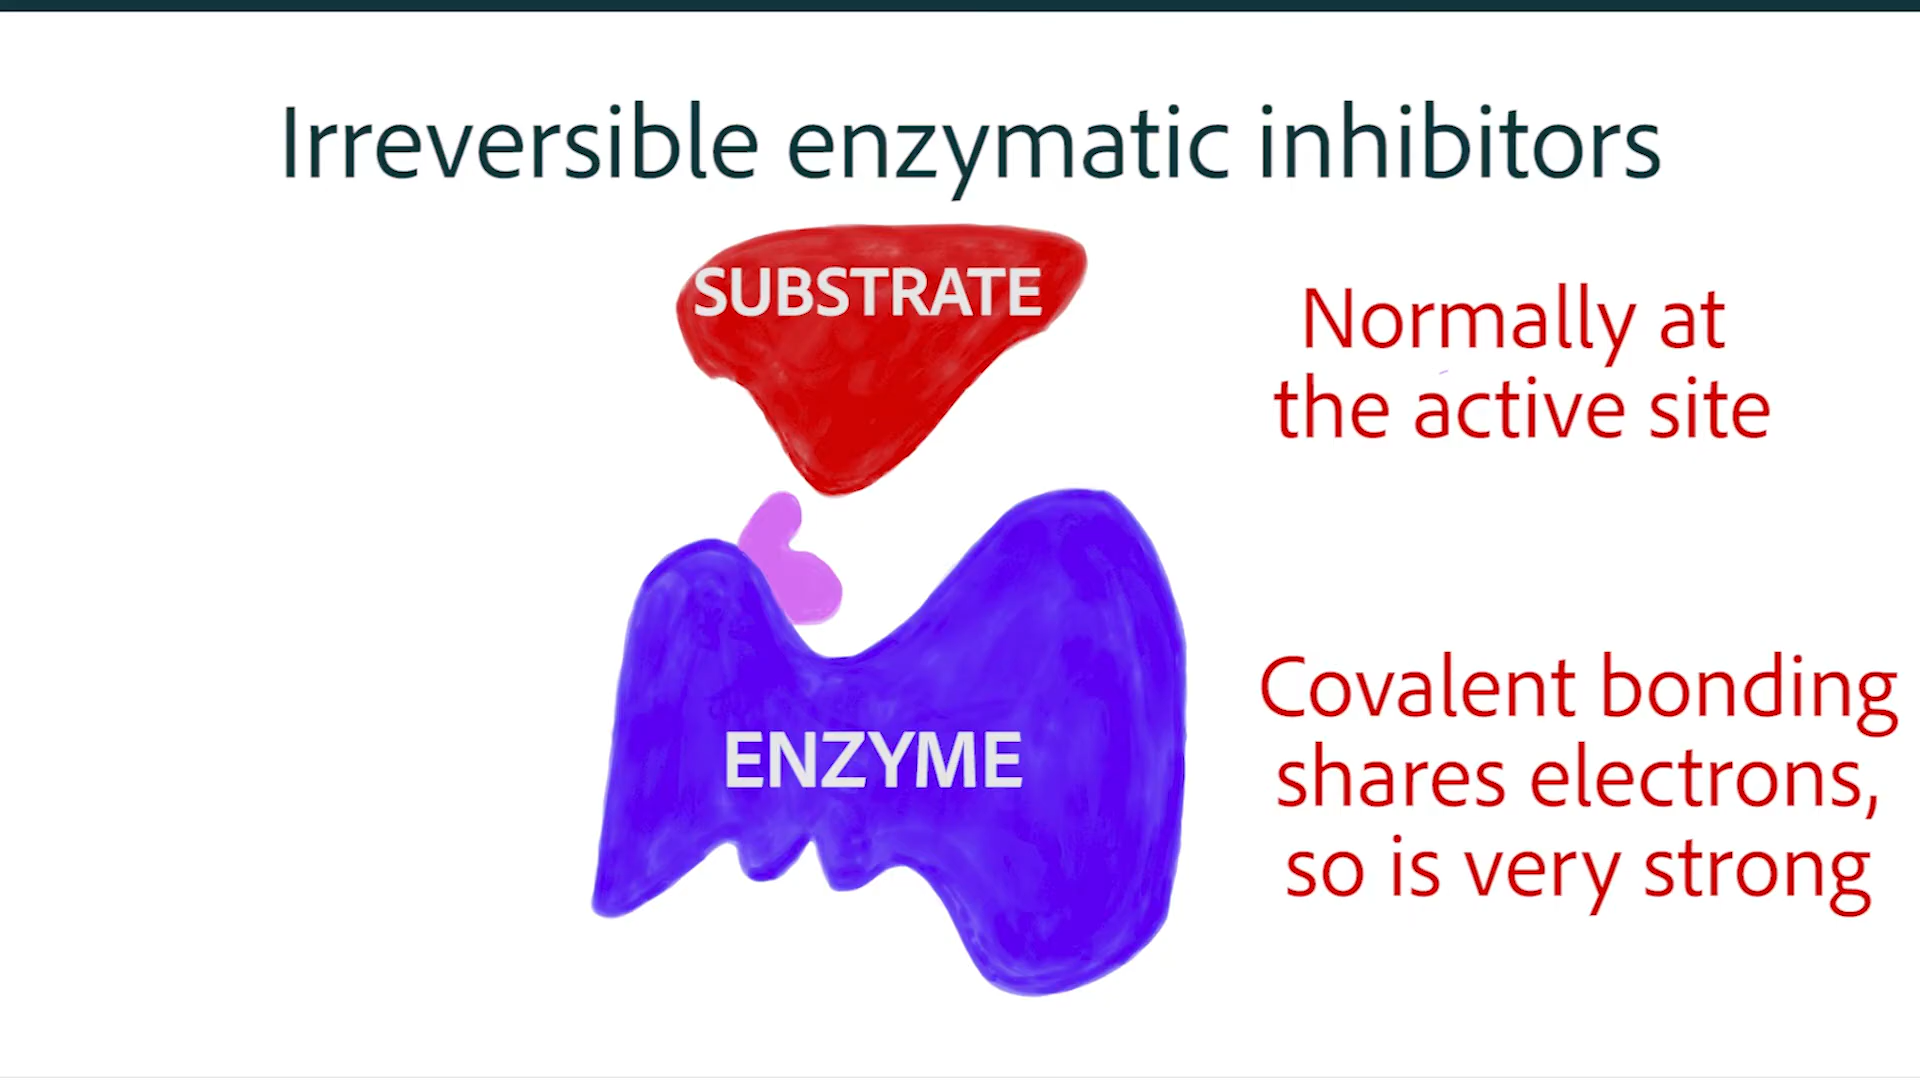 Irreversible enzymatic inhibitors
SUBSTRATE
Normally at
the active site
ENZYME
Covalent bonding
shares electrons,
so is very strong